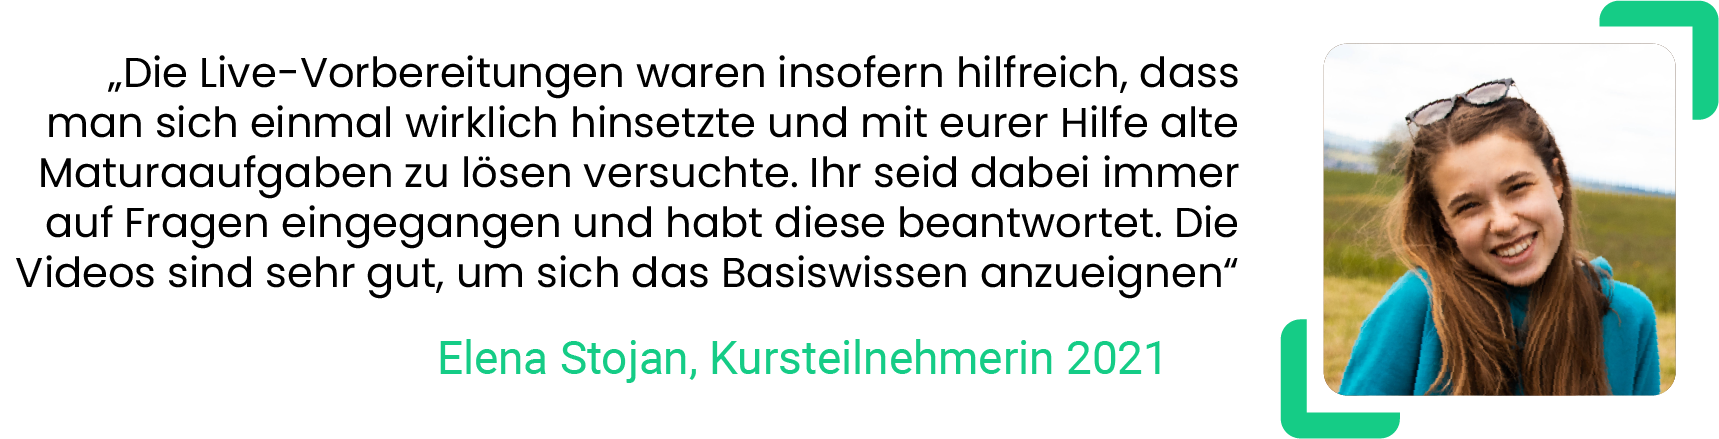 „Die Live-Vorbereitungen waren insofern hilfreich, dass
man sich einmal wirklich hinsetzte und mit eurer Hilfe alte
Maturaaufgaben zu lösen versuchte. Ihr seid dabei immer
auf Fragen eingegangen und habt diese beantwortet. Die
Videos sind sehr gut, um sich das Basiswissen anzueignen“
Elena Stojan, Kursteilnehmerin 2021